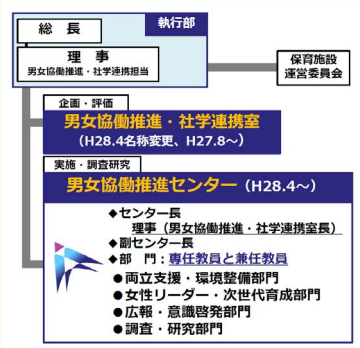 執行部
総　長
理　事
男女協働推進・社学連携担当
保育施設
運営委員会
企画・評価
男女協働推進・社学連携室
（H28.4名称変更、H27.8～）
実施・調査研究
男女協働推進センター（H28.4～）
◆センター長
理事（男女協働推進・社学連携室長）
◆副センター長
◆部　門：専任教員と兼任教員
●両立支援・環境整備部門
●女性リーダー・次世代育成部門
●広報・意識啓発部門
●調査・研究部門